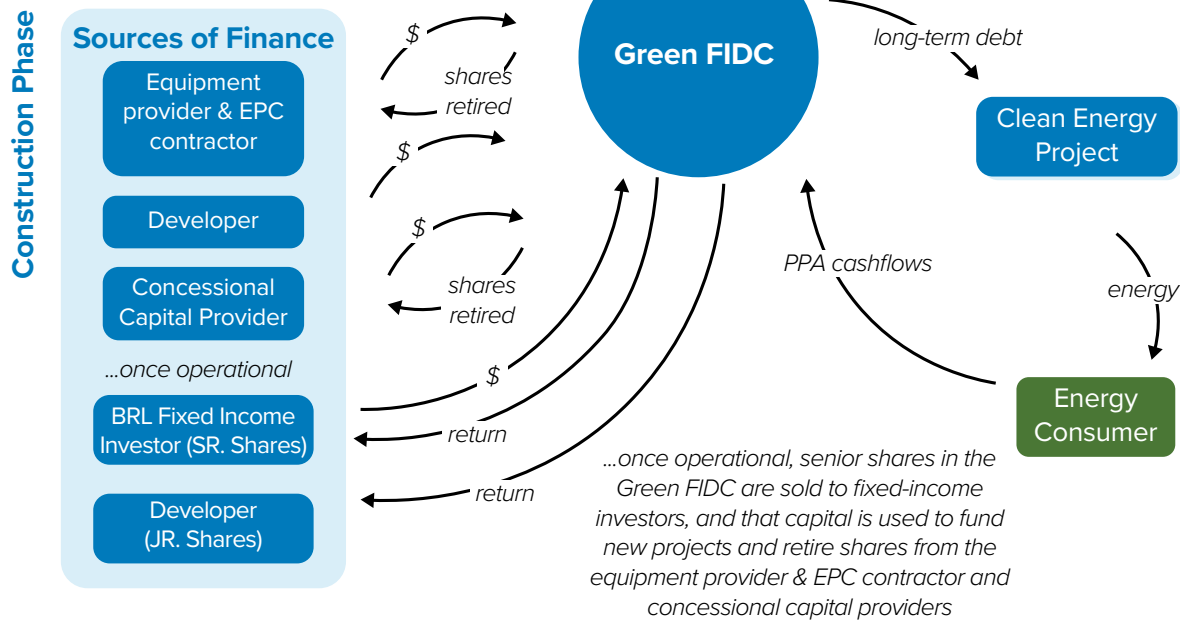 Construction Phase
Sources of Finance
Equipment
provider & EPC
contractor
Developer
Concessional
Capital Provider
...once operational
BRL Fixed Income
Investor (SR. Shares)
Developer
(JR. Shares)
$
shares
retired
$
$
shares
retired
$
return
return
Green FIDC
long-term debt
Clean Energy
Project
PPA cashflows
energy
Energy
Consumer
...once operational, senior shares in the
Green FIDC are sold to fixed-income
investors, and that capital is used to fund
new projects and retire shares from the
equipment provider & EPC contractor and
concessional capital providers